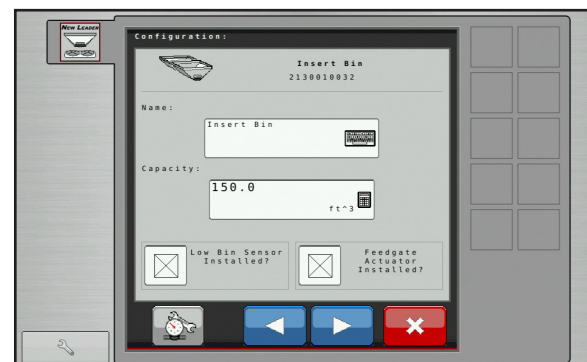 NEW LEADER
Configuration:
Insert Bin
2130010032
Name:
Insert Bin
Capacity:
150.0
ft^3
Low Bin Sensor
Installed?
Feedgate
Actuator
Installed?